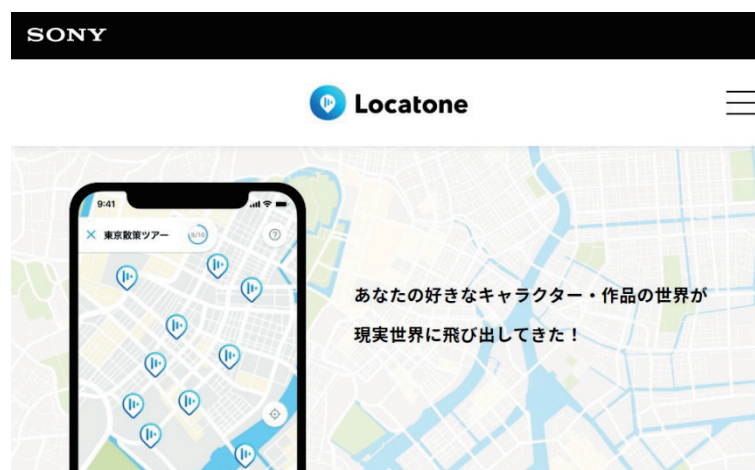 SONY
Locatone
9:41
東京散策ツアー
9/10
?
あなたの好きなキャラクター・作品の世界が
現実世界に飛び出してきた！